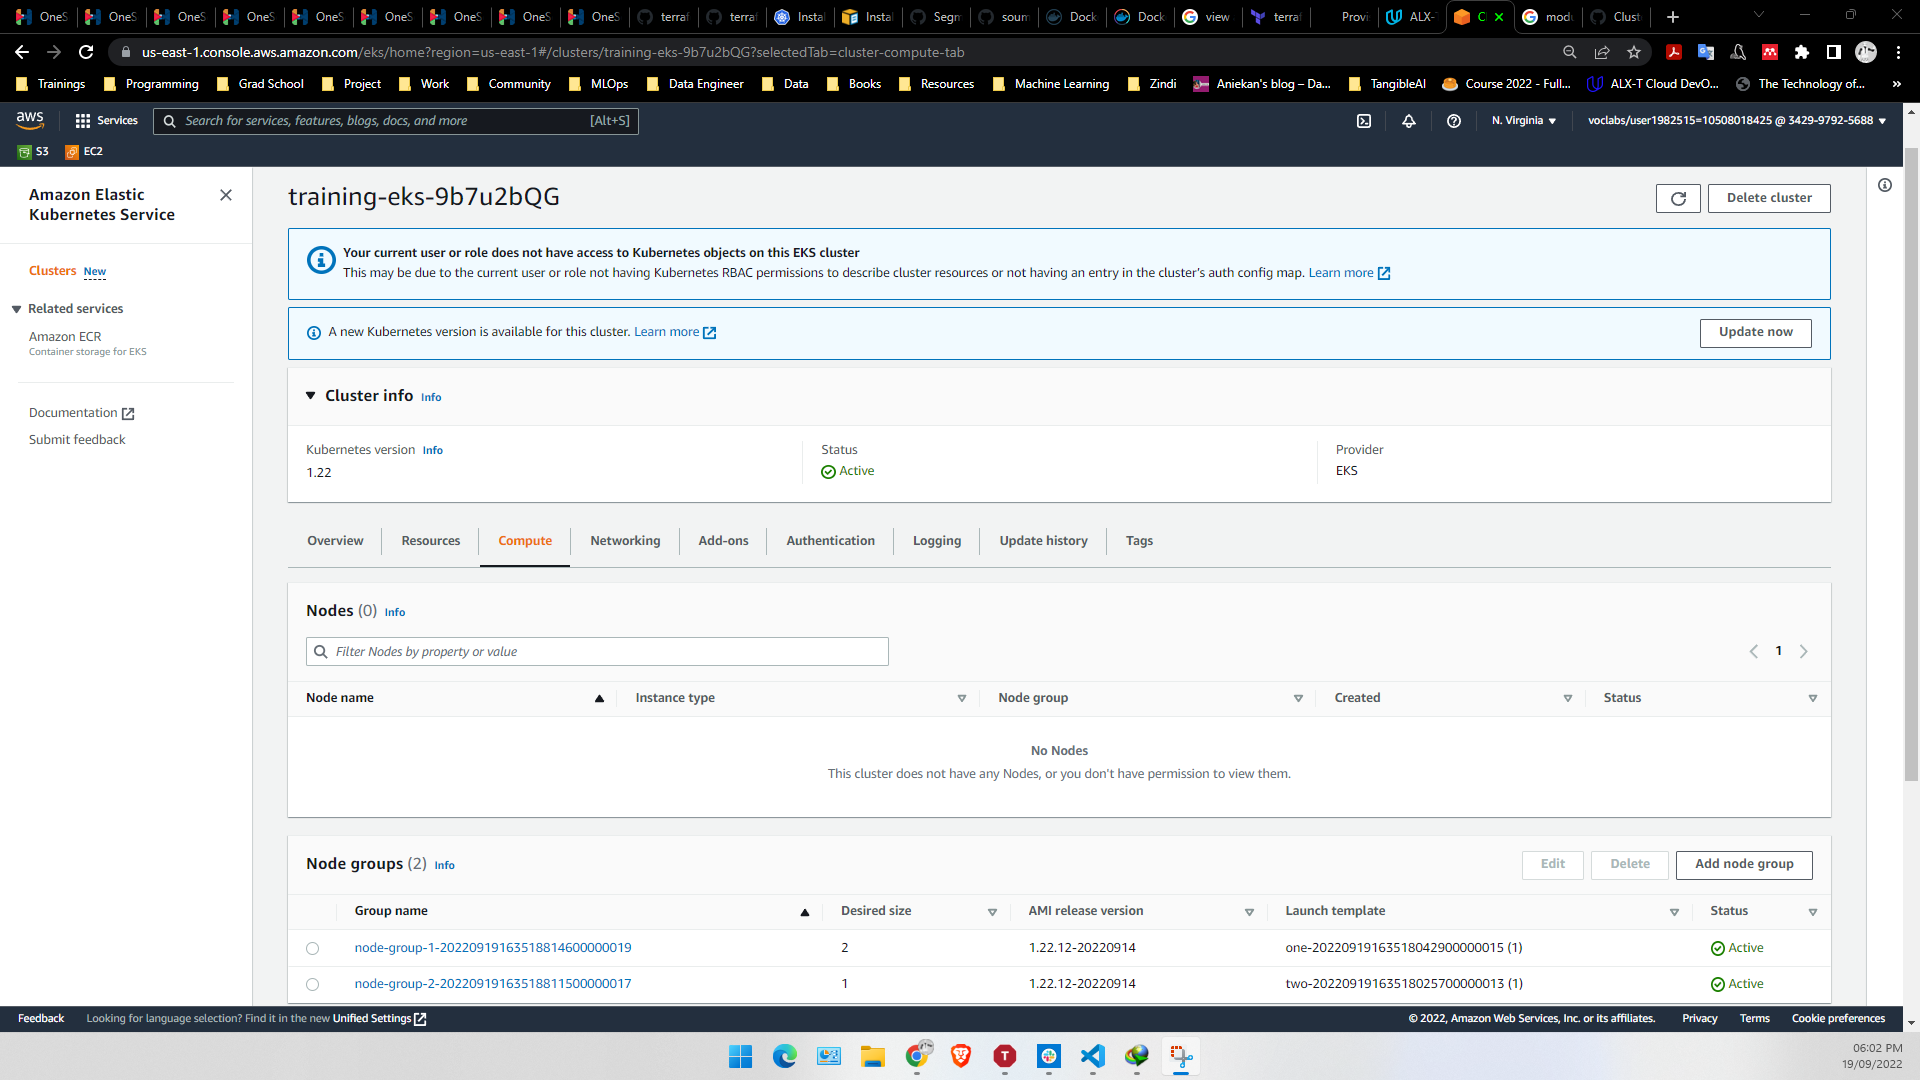 OneS OneS OneS OneS OneS OneS OneS OneS OneS terraf terraf Instal Instal Segm soum Dock Dock view terraf Provi ALX- Cl modu Clust
us-east-1.console.aws.amazon.com/eks/home?region=us-east-1#/clusters/training-eks-9b7u2bQG?selectedTab=cluster-compute-tab
Trainings Programming Grad School Project Work Community MLOps Data Engineer Data Books Resources Machine Learning Zindi Aniekan's blog – Da... TangibleAI Course 2022 - Full... ALX-T Cloud DevO... The Technology of... »
aws Services Search for services, features, blogs, docs, and more [Alt+S] N. Virginia voclabs/user1982515=10508018425 @ 3429-9792-5688
S3 EC2
Amazon Elastic
Kubernetes Service
Clusters New
Related services
Amazon ECR
Container storage for EKS
Documentation
Submit feedback
training-eks-9b7u2bQG
Delete cluster
Your current user or role does not have access to Kubernetes objects on this EKS cluster
This may be due to the current user or role not having Kubernetes RBAC permissions to describe cluster resources or not having an entry in the cluster's auth config map. Learn more
A new Kubernetes version is available for this cluster. Learn more
Update now
Cluster info Info
Kubernetes version Info
1.22
Status
Active
Provider
EKS
Overview Resources Compute Networking Add-ons Authentication Logging Update history Tags
Nodes (0) Info
Filter Nodes by property or value
1
Node name Instance type Node group Created Status
No Nodes
This cluster does not have any Nodes, or you don't have permission to view them.
Node groups (2) Info
Edit Delete Add node group
Group name Desired size AMI release version Launch template Status
node-group-1-20220919163518814600000019 2 1.22.12-20220914 one-20220919163518042900000015 (1) Active
node-group-2-20220919163518811500000017 1 1.22.12-20220914 two-20220919163518025700000013 (1) Active
Feedback Looking for language selection? Find it in the new Unified Settings © 2022, Amazon Web Services, Inc. or its affiliates. Privacy Terms Cookie preferences
06:02 PM
19/09/2022